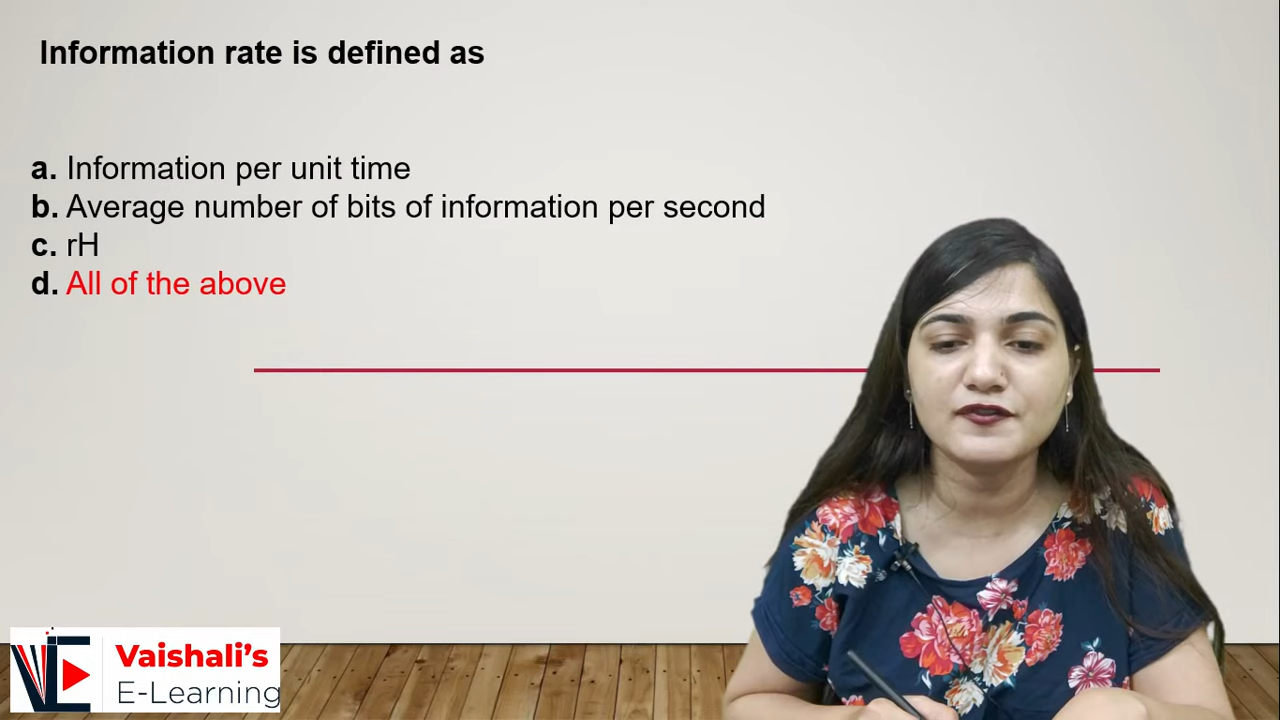 Information rate is defined as
a. Information per unit time
b. Average number of bits of information per second
c. rH
d. All of the above
VE
Vaishali's
E-Learning